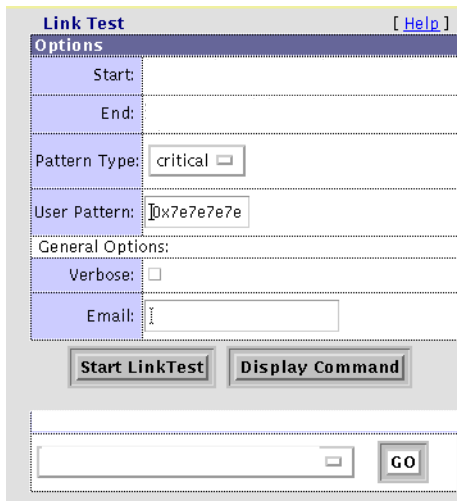 Link Test [ Help ]
Options
Start:
End:
Pattern Type: critical
User Pattern: 0x7e7e7e7e
General Options:
Verbose:
Email:
Start LinkTest Display Command
GO